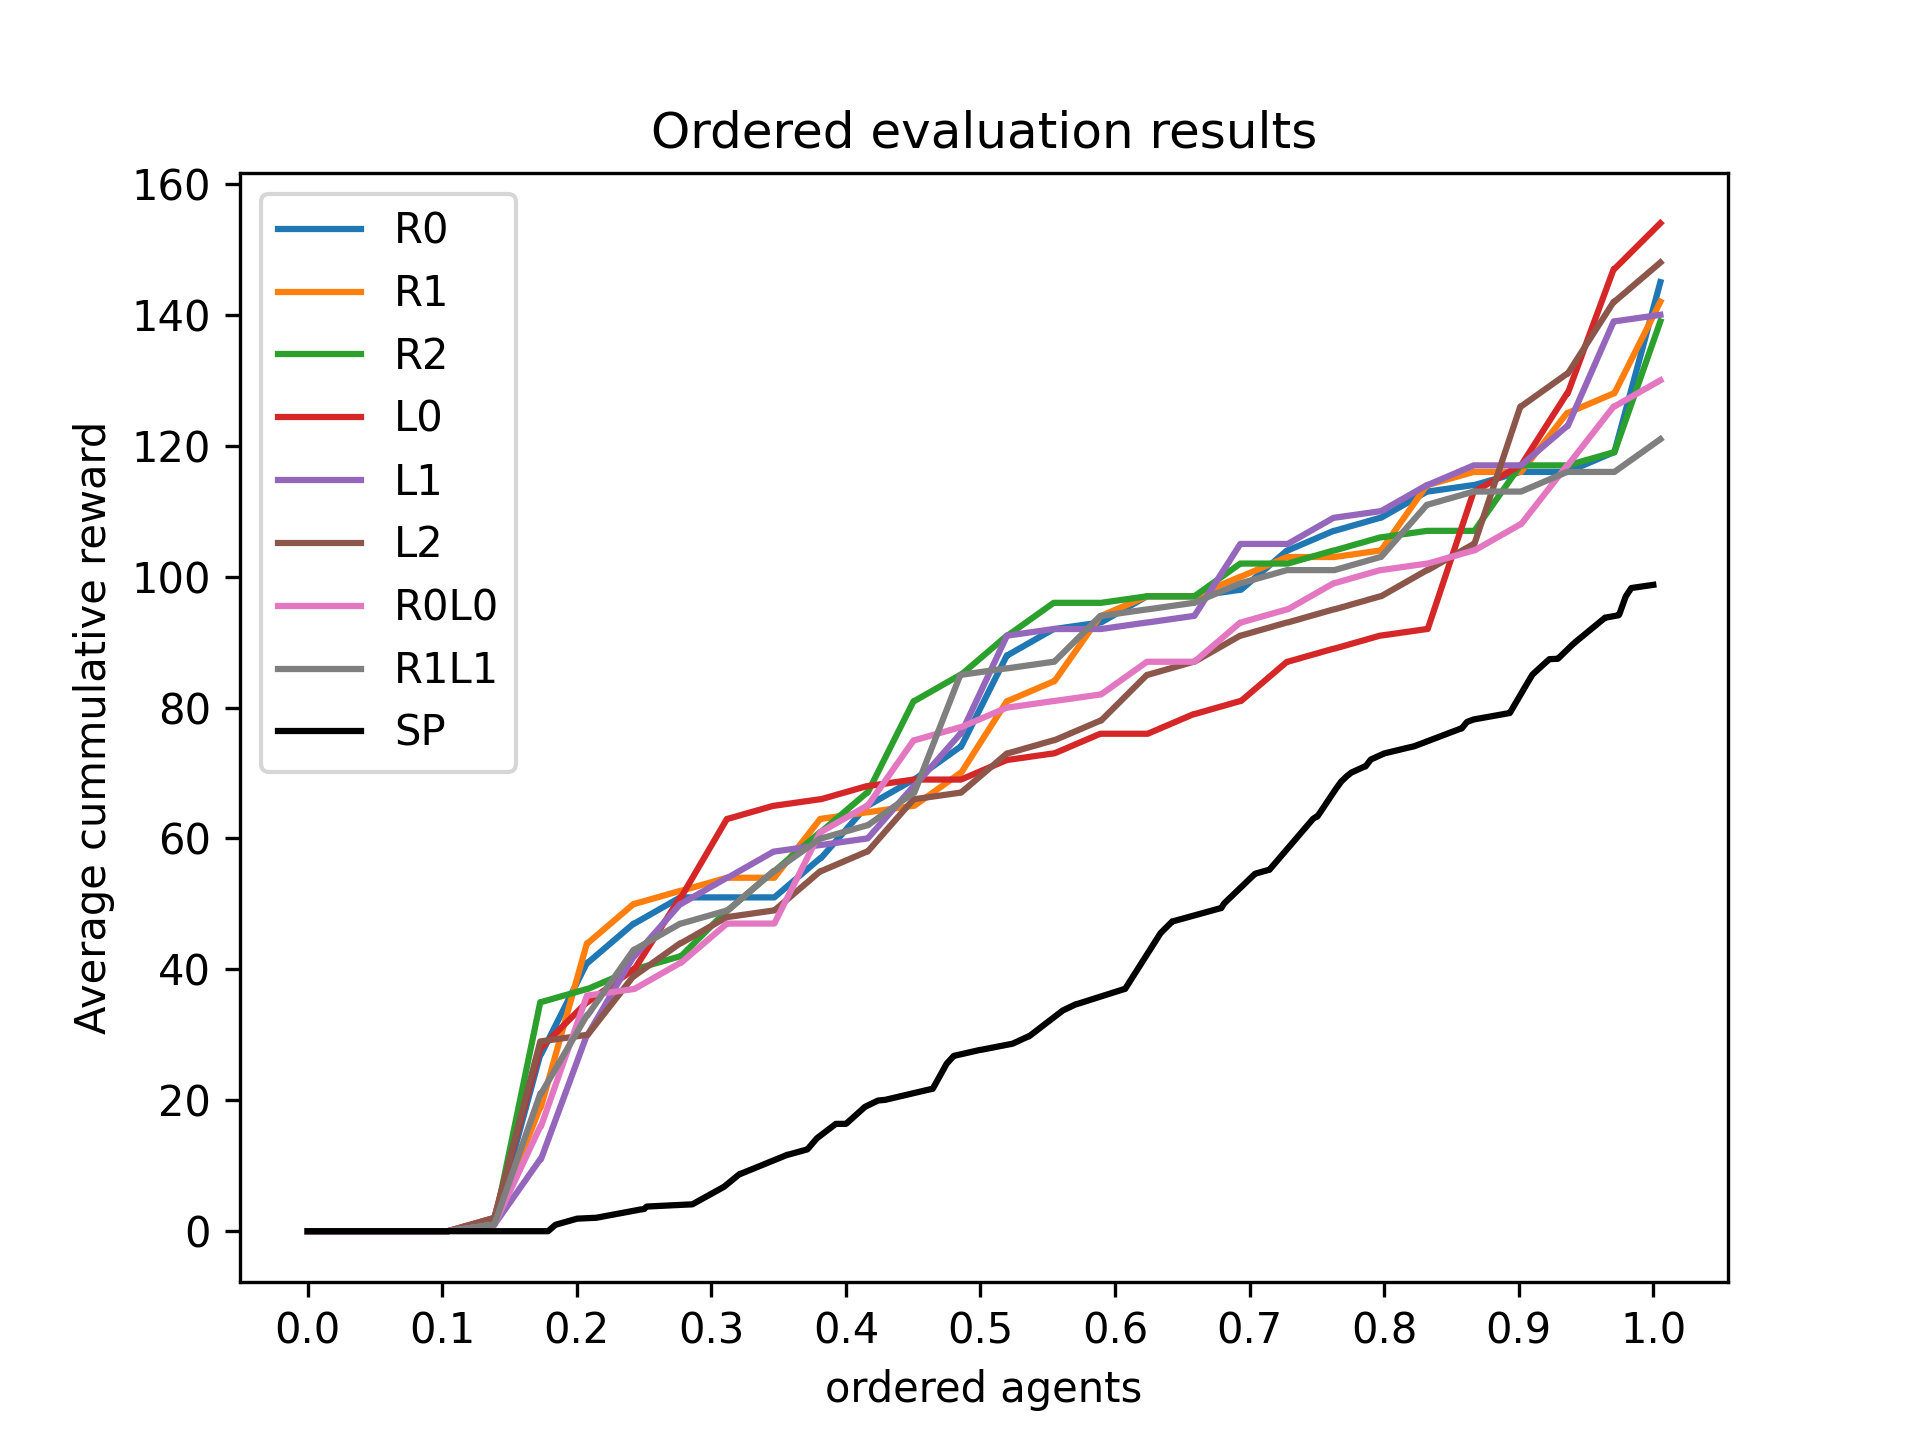 Ordered evaluation results
160
140
120
100
80
60
40
20
0
Average cummulative reward
R0
R1
R2
L0
L1
L2
R0L0
R1L1
SP
0.0 0.1 0.2 0.3 0.4 0.5 0.6 0.7 0.8 0.9 1.0
ordered agents